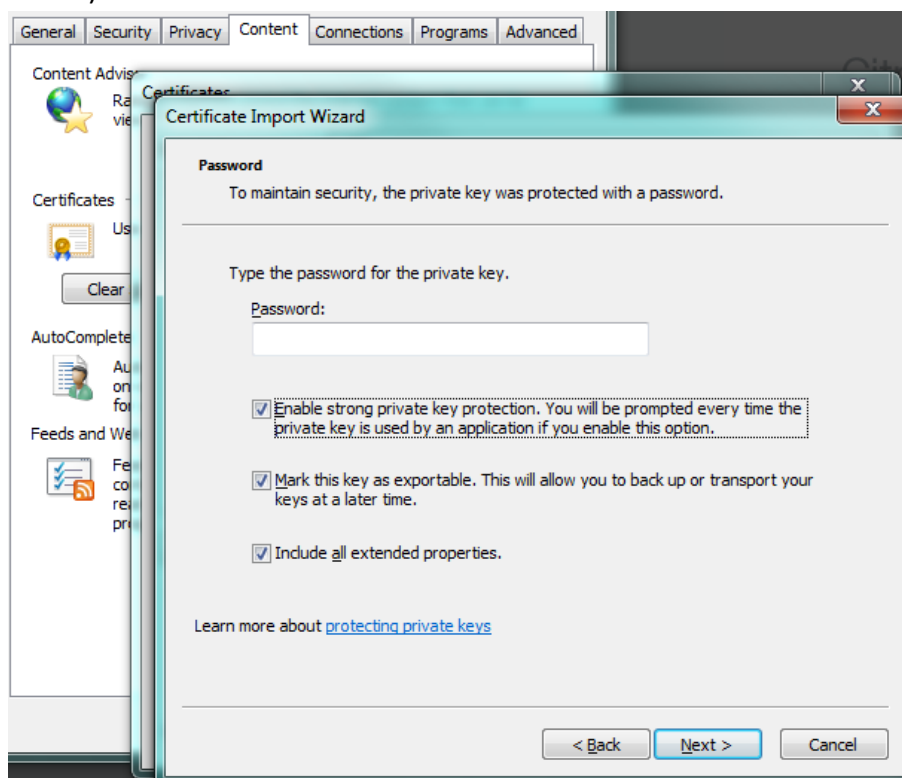 General Security Privacy Content Connections Programs Advanced
Content Advis
Ra
vie
Certificates
Certificate Import Wizard
Password
To maintain security, the private key was protected with a password.
Certificates
Us
Clear
Type the password for the private key.
Password:
AutoComplete
Au
on
for
Enable strong private key protection. You will be prompted every time the
private key is used by an application if you enable this option.
Feeds and We
Fe
co
rea
pro
Mark this key as exportable. This will allow you to back up or transport your
keys at a later time.
Include all extended properties.
Learn more about protecting private keys
< Back Next > Cancel